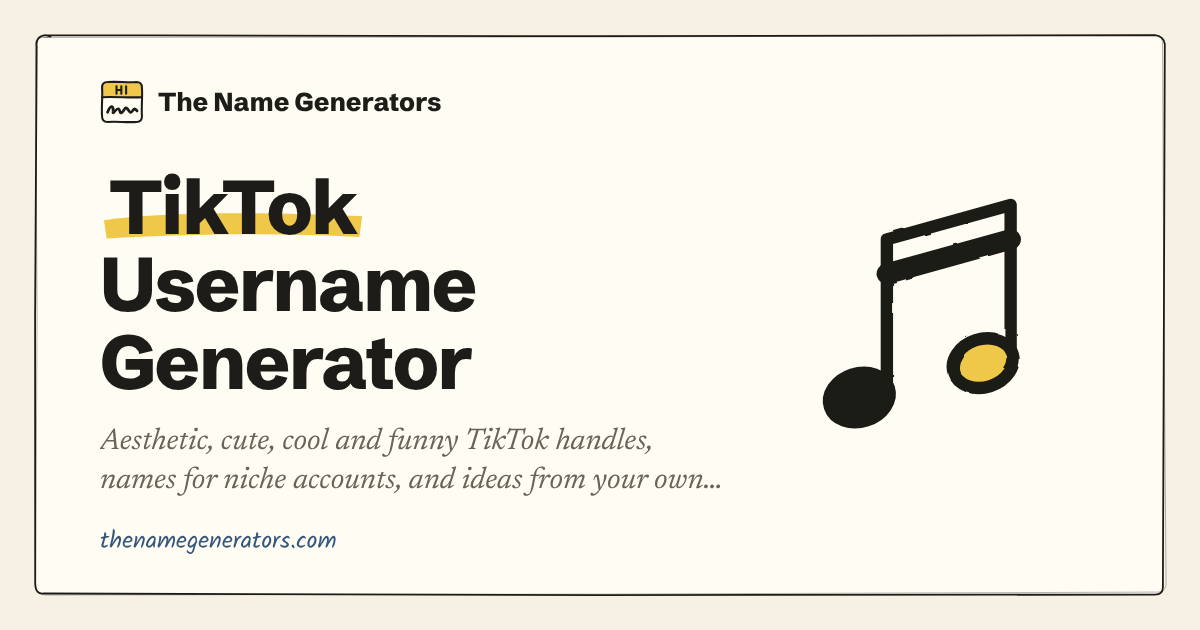 HI
The Name Generators
TikTok
Username
Generator
Aesthetic, cute, cool and funny TikTok handles,
names for niche accounts, and ideas from your own...
thenamegenerators.com